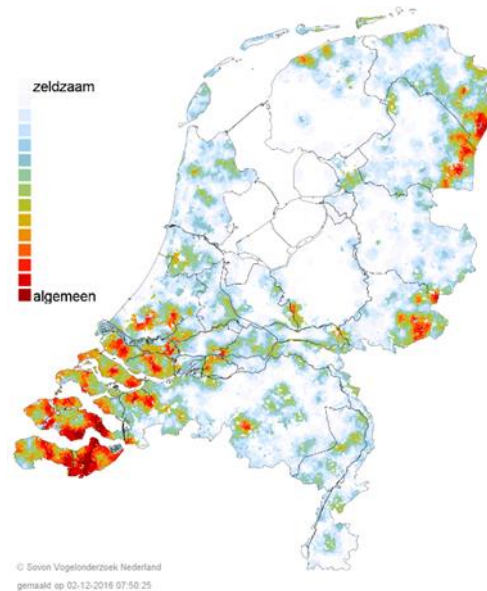 zeldzaam
algemeen
© Sovon Vogelonderzoek Nederland
gemaakt op 02-12-2016 07:50:25